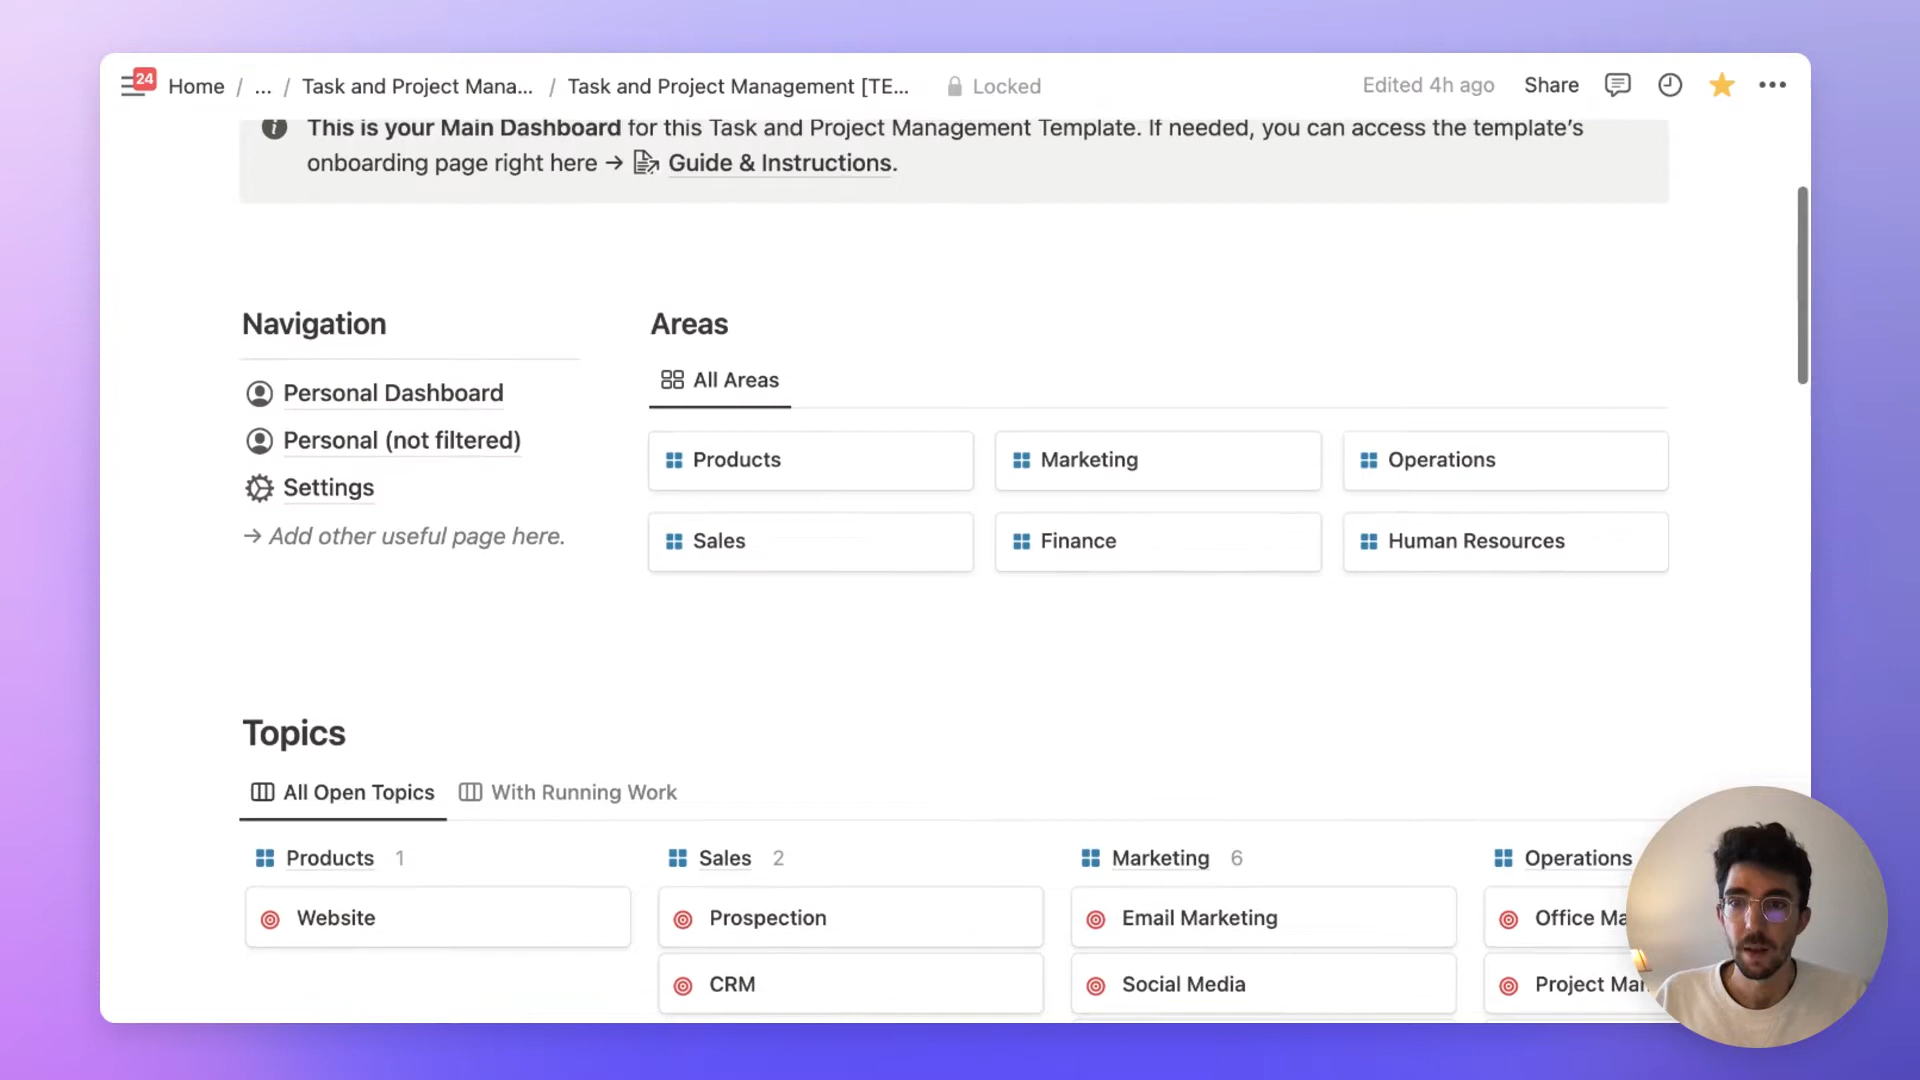 24
Home / ... / Task and Project Mana... / Task and Project Management [TE... Locked
Edited 4h ago Share
This is your Main Dashboard for this Task and Project Management Template. If needed, you can access the template’s
onboarding page right here → Guide & Instructions.
Navigation
Personal Dashboard
Personal (not filtered)
Settings
→ Add other useful page here.
Areas
All Areas
Products Marketing Operations
Sales Finance Human Resources
Topics
All Open Topics With Running Work
Products 1 Sales 2 Marketing 6 Operations
Website Prospection Email Marketing Office Ma
CRM Social Media Project Man